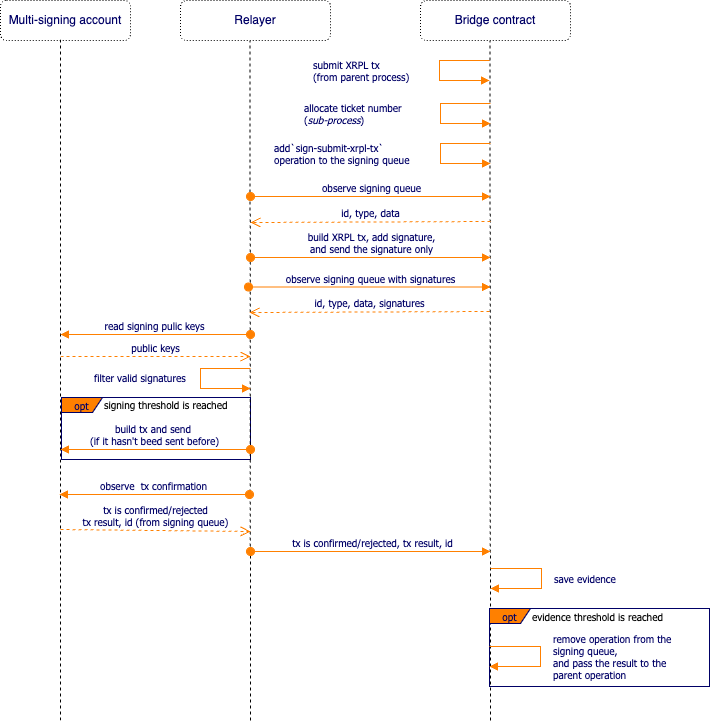 Multi-signing account
Relayer
Bridge contract
submit XRPL tx
(from parent process)
allocate ticket number
(sub-process)
add`sign-submit-xrpl-tx`
operation to the signing queue
observe signing queue
id, type, data
build XRPL tx, add signature,
and send the signature only
observe signing queue with signatures
id, type, data, signatures
read signing pulic keys
public keys
filter valid signatures
opt
signing threshold is reached
build tx and send
(if it hasn't beed sent before)
observe  tx confirmation
tx is confirmed/rejected
tx result, id (from signing queue)
tx is confirmed/rejected, tx result, id
save evidence
opt
evidence threshold is reached
remove operation from the
signing queue,
and pass the result to the
parent operation